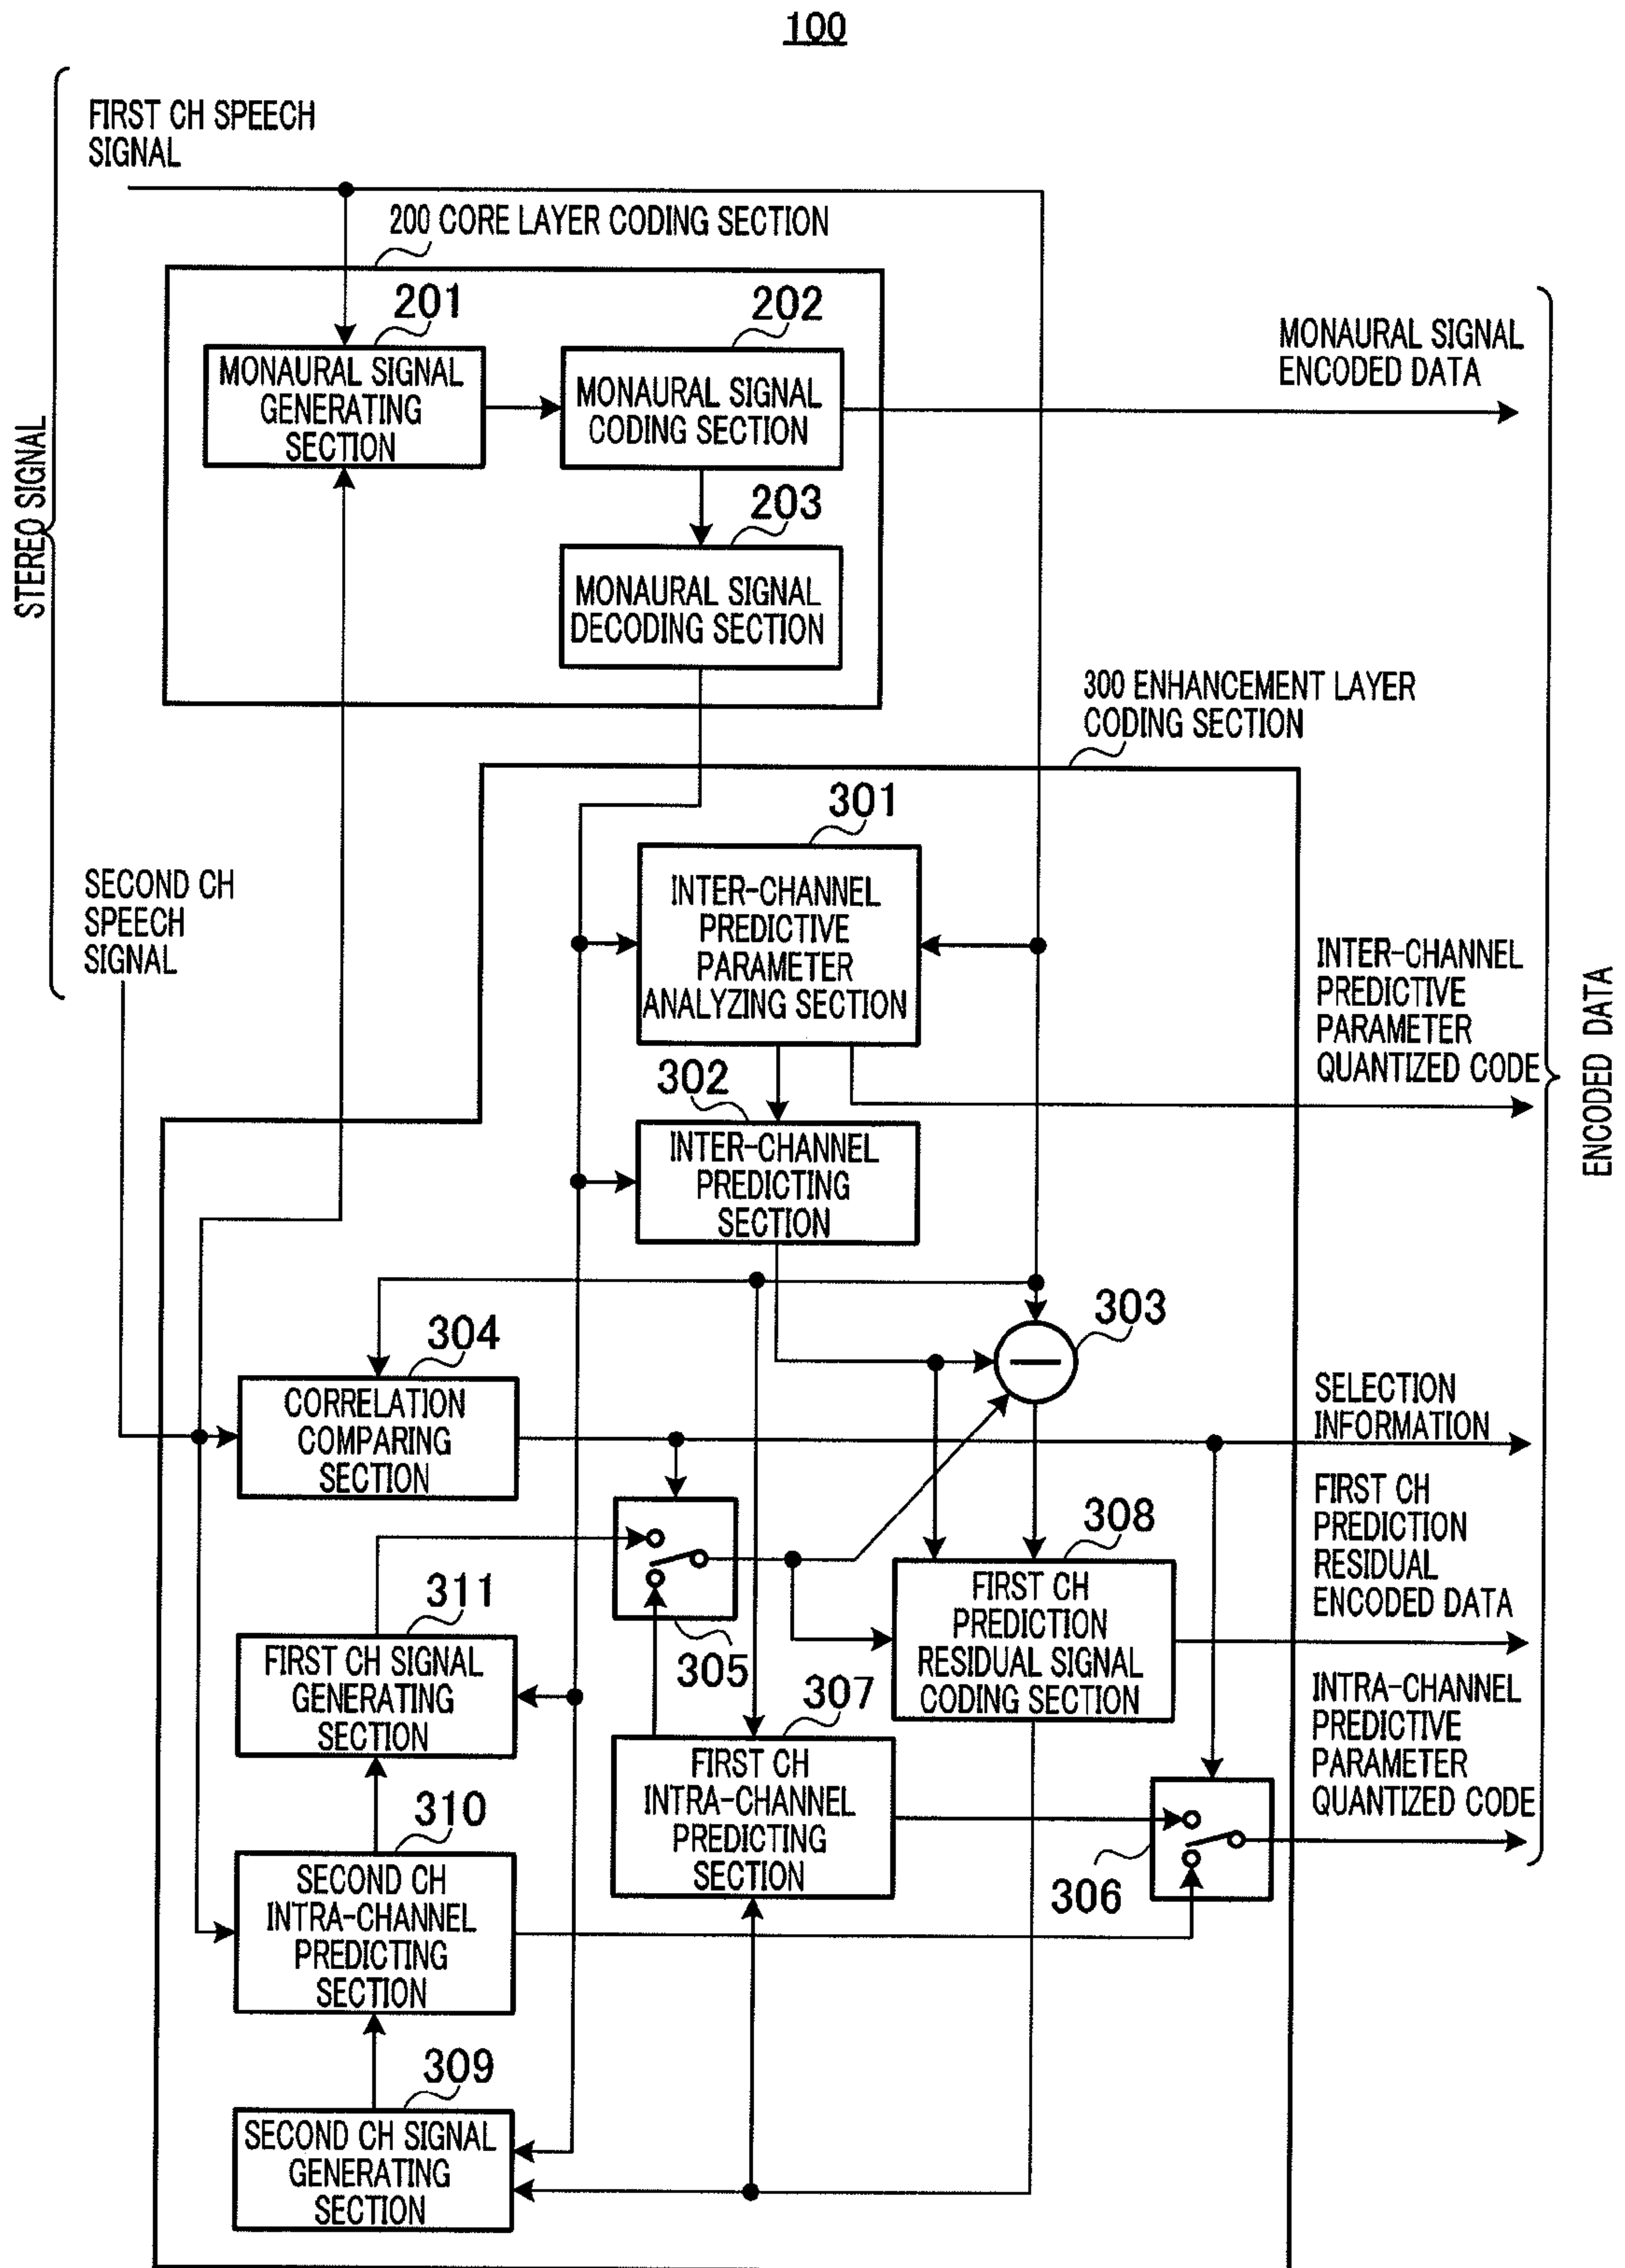 100
FIRST CH SPEECH
SIGNAL
200 CORE LAYER CODING SECTION
201
202
MONAURAL SIGNAL
GENERATING
SECTION
MONAURAL SIGNAL
CODING SECTION
MONAURAL SIGNAL
ENCODED DATA
203
MONAURAL SIGNAL
DECODING SECTION
STEREO SIGNAL
300 ENHANCEMENT LAYER
CODING SECTION
301
SECOND CH
SPEECH
SIGNAL
INTER-CHANNEL
PREDICTIVE
PARAMETER
ANALYZING SECTION
INTER-CHANNEL
PREDICTIVE
PARAMETER
QUANTIZED CODE
ENCODED DATA
302
INTER-CHANNEL
PREDICTING
SECTION
303
304
CORRELATION
COMPARING
SECTION
SELECTION
INFORMATION
305
308
FIRST CH
PREDICTION
RESIDUAL SIGNAL
CODING SECTION
FIRST CH
PREDICTION
RESIDUAL
ENCODED DATA
311
FIRST CH SIGNAL
GENERATING
SECTION
307
FIRST CH
INTRA-CHANNEL
PREDICTING
SECTION
INTRA-CHANNEL
PREDICTIVE
PARAMETER
QUANTIZED CODE
306
310
SECOND CH
INTRA-CHANNEL
PREDICTING
SECTION
309
SECOND CH SIGNAL
GENERATING
SECTION